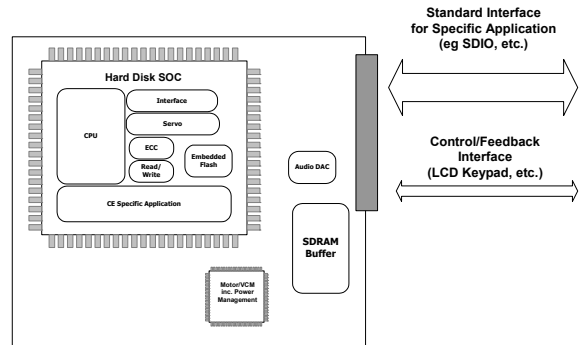 Standard Interface
for Specific Application
(eg SDIO, etc.)
Hard Disk SOC
CPU
Interface
Servo
ECC
Read/
Write
Embedded
Flash
CE Specific Application
Audio DAC
Control/Feedback
Interface
(LCD Keypad, etc.)
SDRAM
Buffer
Motor/VCM
inc. Power
Management